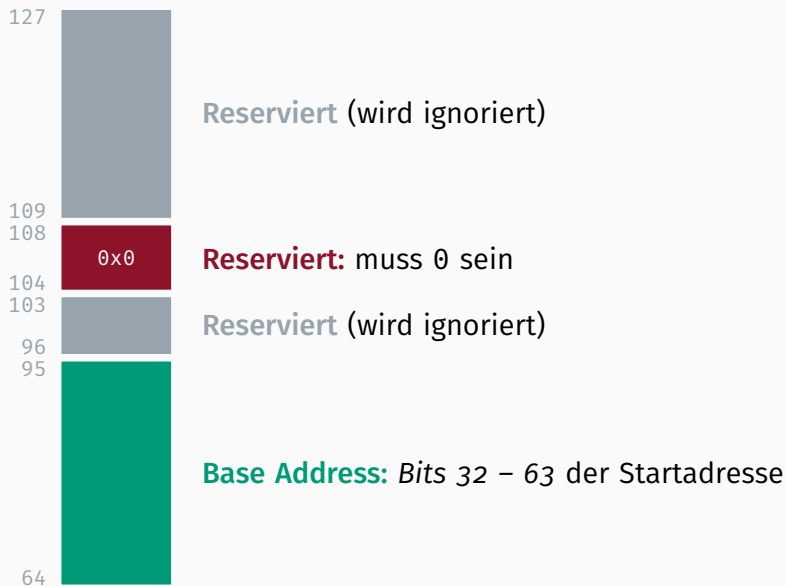 127
Reserviert (wird ignoriert)
109
108
0x0
Reserviert: muss 0 sein
104
103
Reserviert (wird ignoriert)
96
95
Base Address: Bits 32 – 63 der Startadresse
64